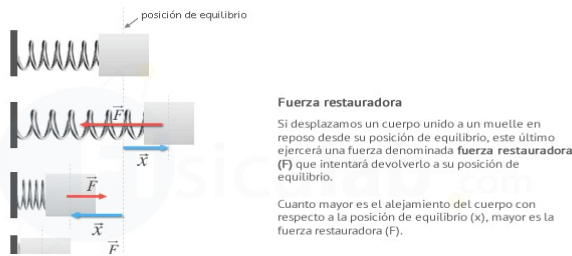 posición de equilibrio
F
x
F
x
F
Fuerza restauradora
Si desplazamos un cuerpo unido a un muelle en
reposo desde su posición de equilibrio, este último
ejercerá una fuerza denominada fuerza restauradora
(F) que intentará devolverlo a su posición de
equilibrio.
Cuanto mayor es el alejamiento del cuerpo con
respecto a la posición de equilibrio (x), mayor es la
fuerza restauradora (F).